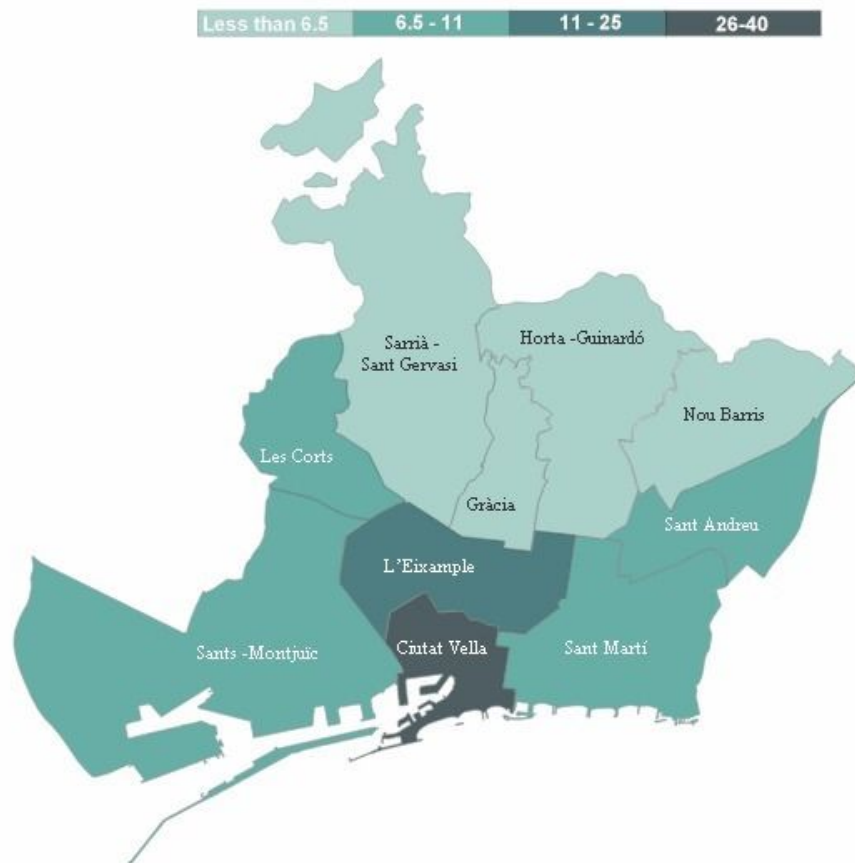 Less than 6.5 6.5 - 11 11 - 25 26-40
Sarrià -
Sant Gervasi
Horta -Guinardó
Nou Barris
Les Corts
Gràcia
Sant Andreu
L'Eixample
Sants -Montjuïc
Ciutat Vella
Sant Martí